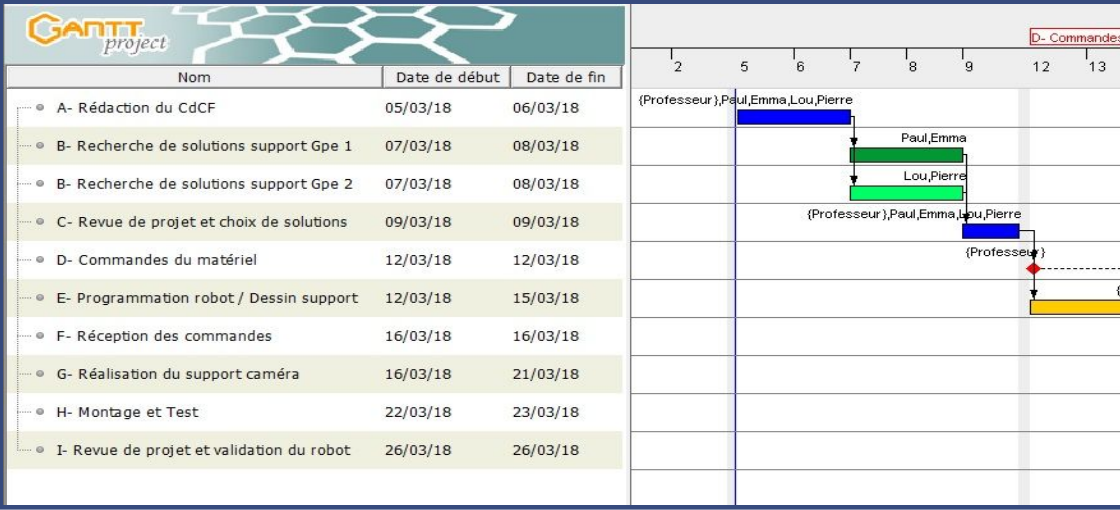 GANTT
project
D- Commandes
2 5 6 7 8 9 12 13
Nom Date de début Date de fin
A- Rédaction du CdCF 05/03/18 06/03/18
{Professeur},Paul,Emma,Lou,Pierre
B- Recherche de solutions support Gpe 1 07/03/18 08/03/18
Paul,Emma
B- Recherche de solutions support Gpe 2 07/03/18 08/03/18
Lou,Pierre
C- Revue de projet et choix de solutions 09/03/18 09/03/18
{Professeur},Paul,Emma,Lou,Pierre
D- Commandes du matériel 12/03/18 12/03/18
{Professeur}
E- Programmation robot / Dessin support 12/03/18 15/03/18
{
F- Réception des commandes 16/03/18 16/03/18
G- Réalisation du support caméra 16/03/18 21/03/18
H- Montage et Test 22/03/18 23/03/18
I- Revue de projet et validation du robot 26/03/18 26/03/18